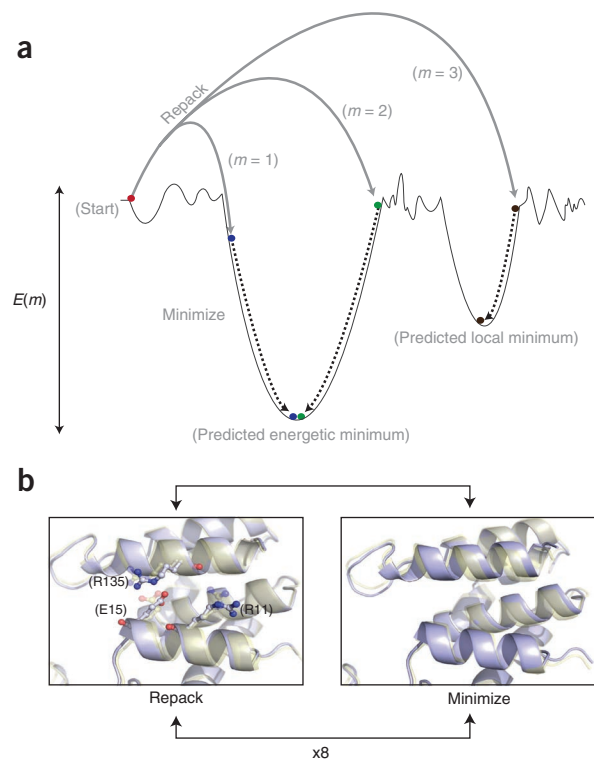 a
Repack
(m = 1)
(m = 2)
(m = 3)
(Start)
E(m)
Minimize
(Predicted local minimum)
(Predicted energetic minimum)
b
(R135)
(E15)
(R11)
Repack
Minimize
x8